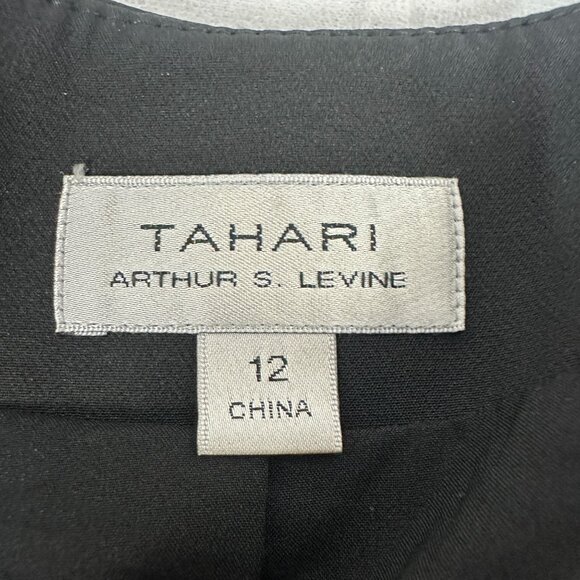 TAHARI
ARTHUR S. LEVINE
12
CHINA